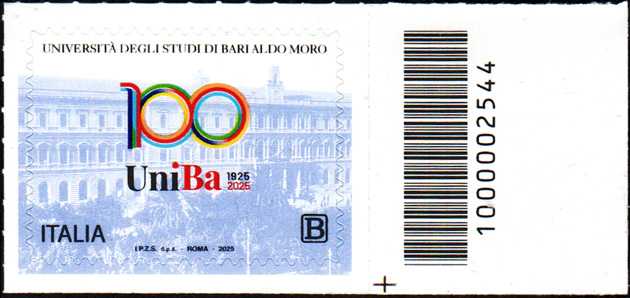 UNIVERSITÀ DEGLI STUDI DI BARI ALDO MORO
100
UniBa 1925
2025
ITALIA
B
I.P.Z.S. S.p.A. - ROMA - 2025
1000002544